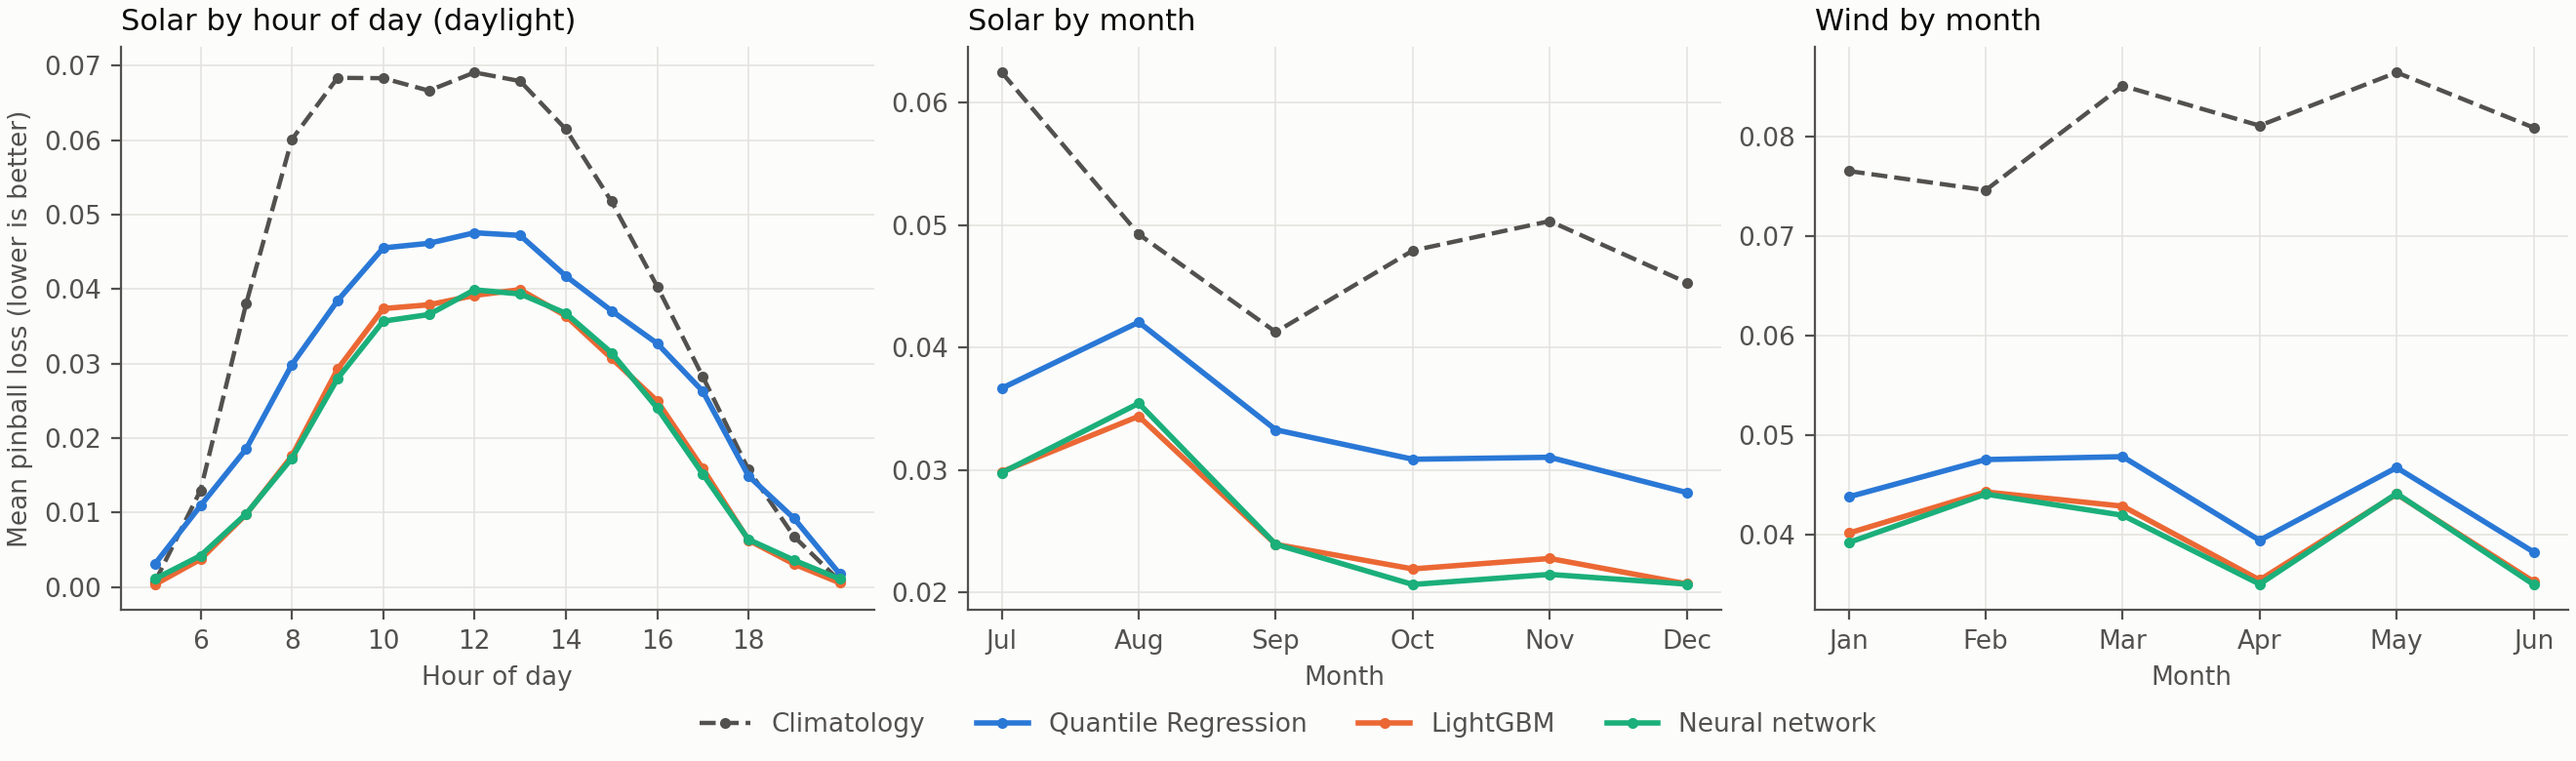 Solar by hour of day (daylight)
Mean pinball loss (lower is better)
0.07
0.06
0.05
0.04
0.03
0.02
0.01
0.00
6 8 10 12 14 16 18
Hour of day
Solar by month
0.06
0.05
0.04
0.03
0.02
Jul Aug Sep Oct Nov Dec
Month
Wind by month
0.08
0.07
0.06
0.05
0.04
Jan Feb Mar Apr May Jun
Month
Climatology Quantile Regression LightGBM Neural network